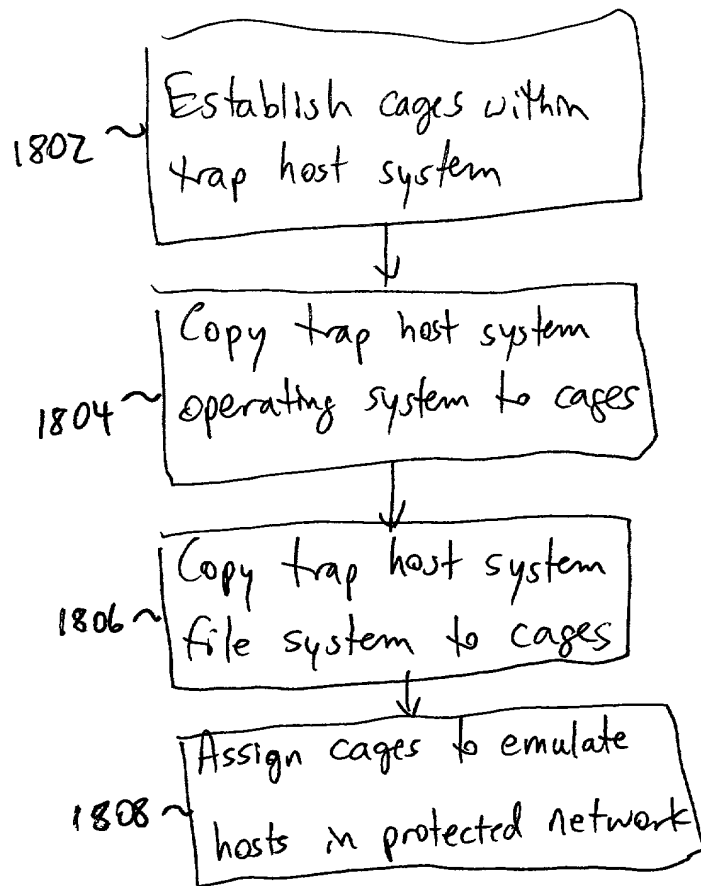 Establish cages within
1802
trap host system
Copy trap host system
1804
operating system to cages
Copy trap host system
1806
file system to cages
Assign cages to emulate
1808
hosts in protected network